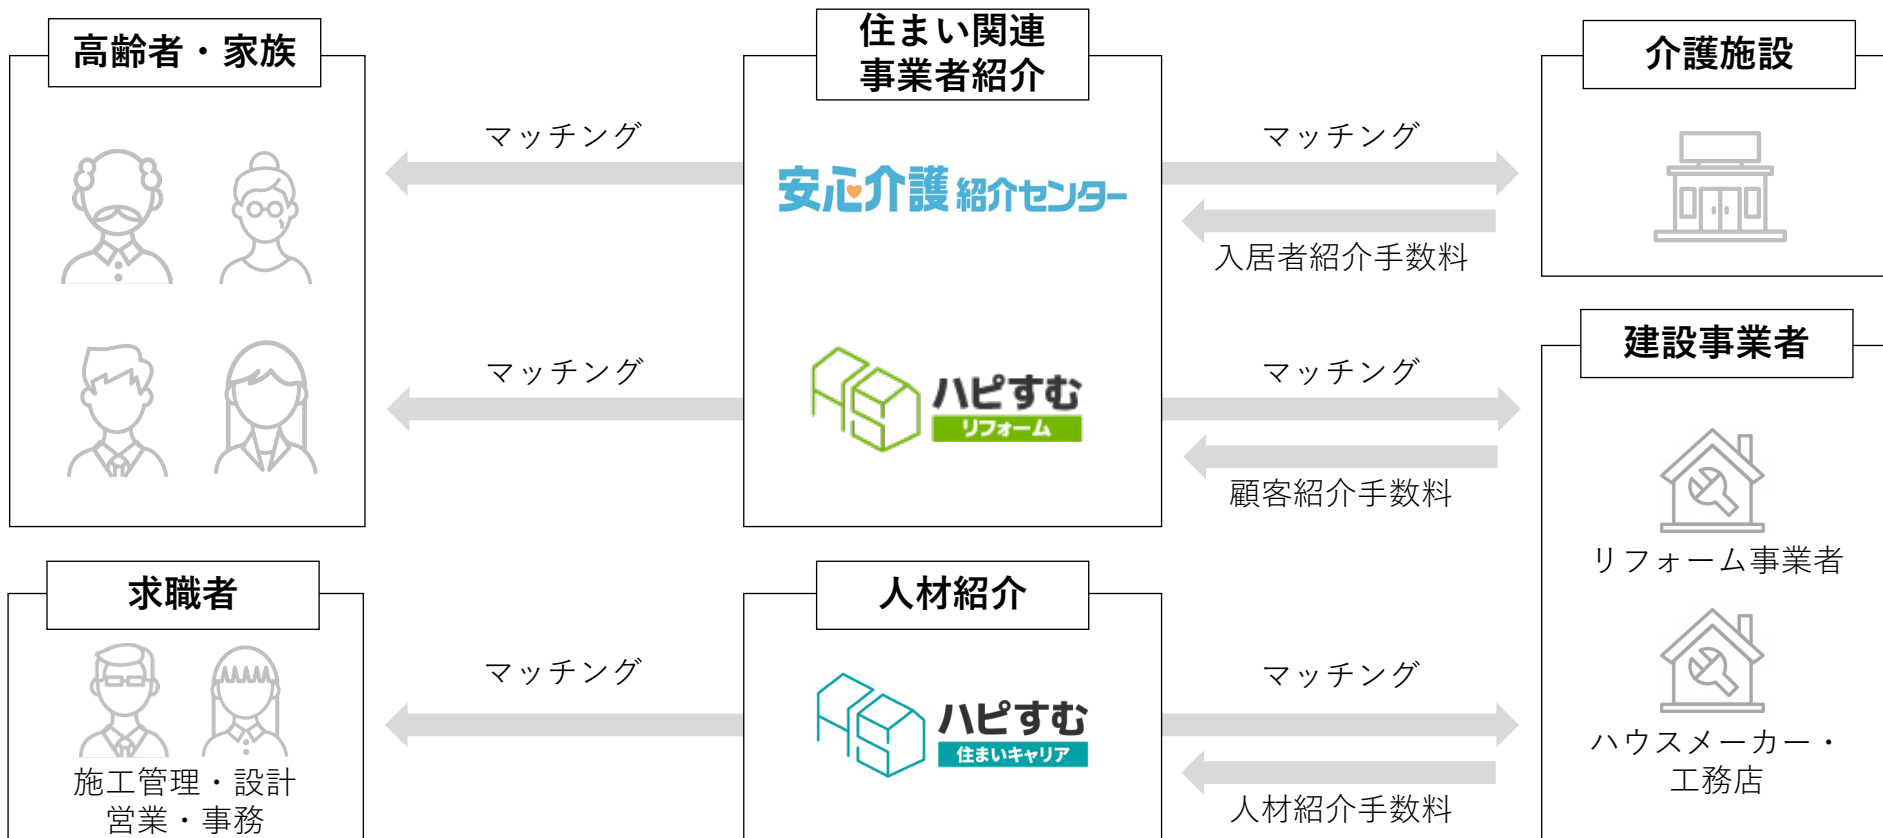 高齢者・家族
住まい関連
事業者紹介
介護施設
マッチング
マッチング
安心介護 紹介センター
入居者紹介手数料
建設事業者
マッチング
マッチング
ハピすむ
リフォーム
顧客紹介手数料
リフォーム事業者
求職者
人材紹介
マッチング
マッチング
ハピすむ
住まいキャリア
ハウスメーカー・
工務店
施工管理・設計
営業・事務
人材紹介手数料